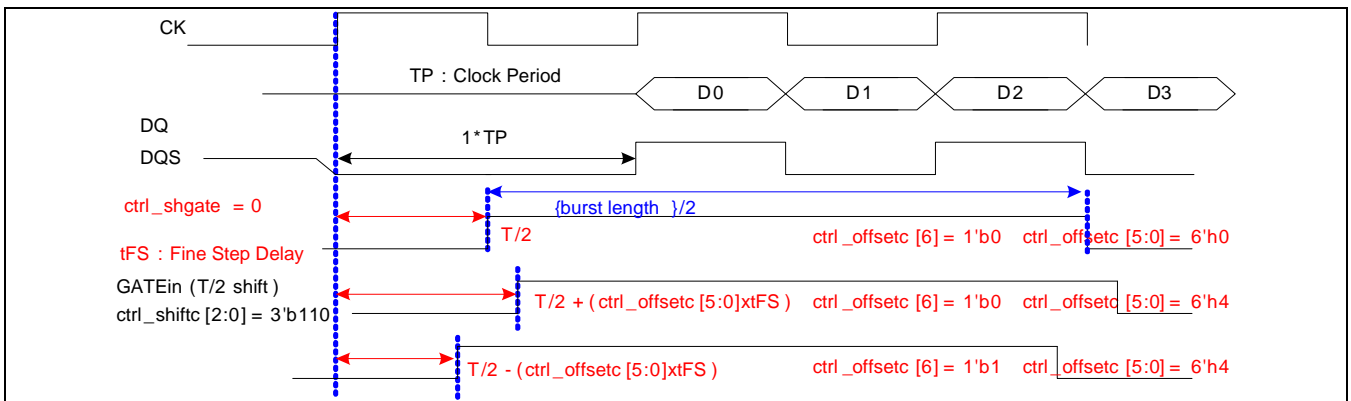 CK
TP : Clock Period
D0 D1 D2 D3
DQ
1*TP
DQS
ctrl_shgate = 0
{burst length }/2
T/2 ctrl_offsetc [6] = 1'b0 ctrl_offsetc [5:0] = 6'h0
tFS : Fine Step Delay
GATEin (T/2 shift)
T/2 + (ctrl_offsetc [5:0]xtFS) ctrl_offsetc [6] = 1'b0 ctrl_offsetc [5:0] = 6'h4
ctrl_shiftc [2:0] = 3'b110
T/2 - (ctrl_offsetc [5:0]xtFS) ctrl_offsetc [6] = 1'b1 ctrl_offsetc [5:0] = 6'h4